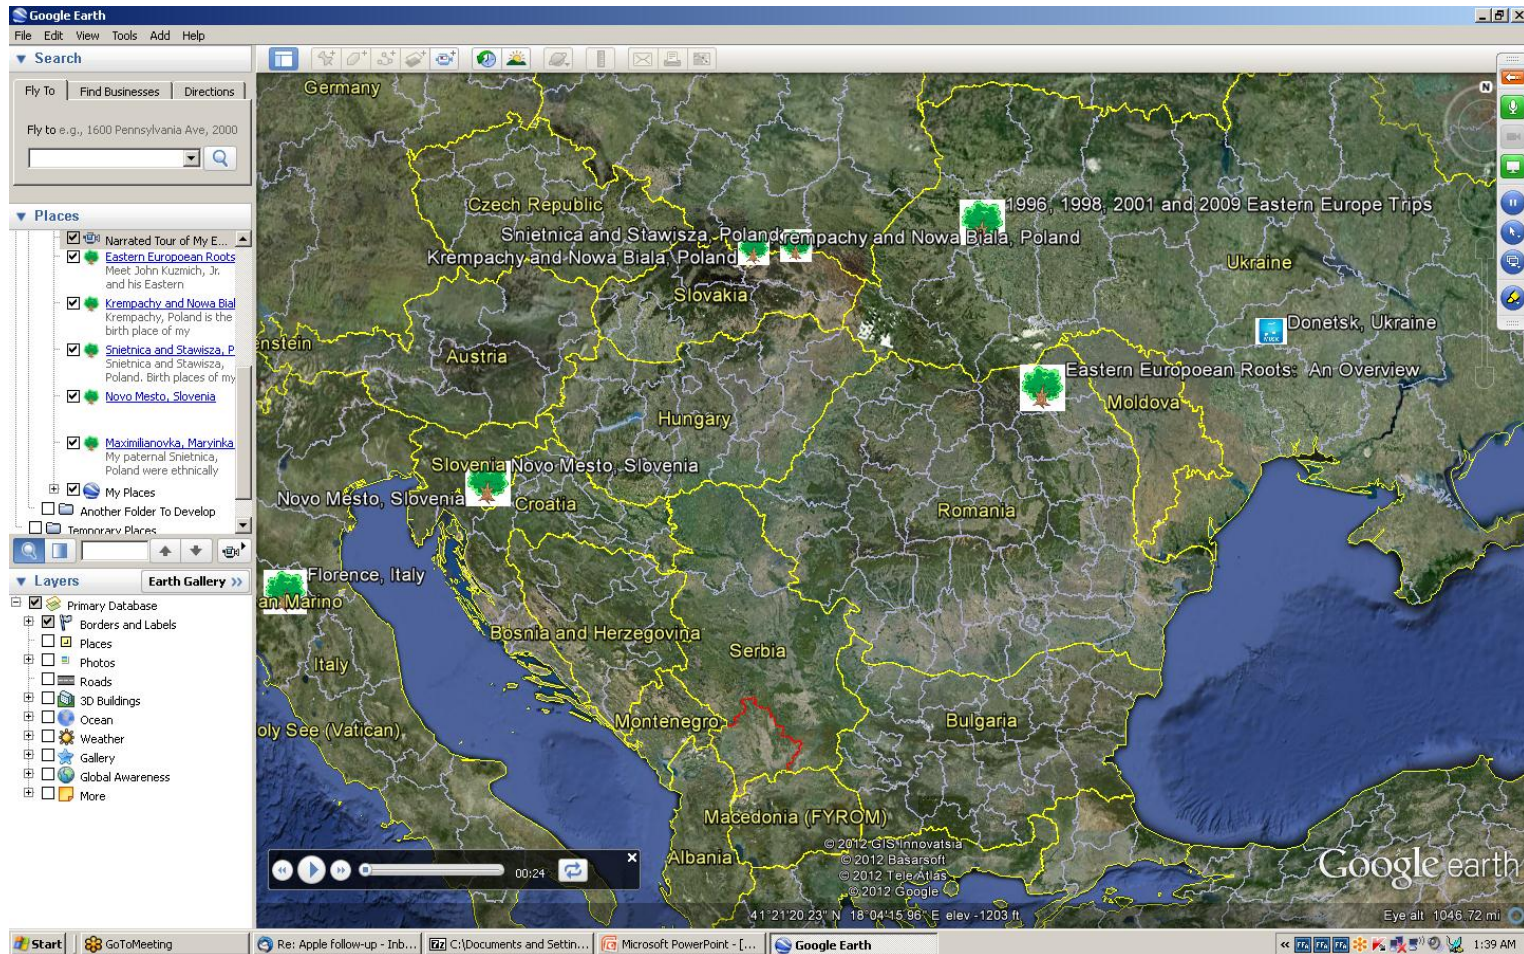 Google Earth
File Edit View Tools Add Help
Search
Fly To Find Businesses Directions
Fly to e.g., 1600 Pennsylvania Ave, 2000
Places
Narrated Tour of My E...
Eastern Europoean Roots
Meet John Kuzmich, Jr.
and his Eastern
Krempachy and Nowa Bial
Krempachy, Poland is the
birth place of my
Snietnica and Stawisza, P
Snietnica and Stawisza,
Poland. Birth places of my
Novo Mesto, Slovenia
Maximilianovka, Maryinka
My paternal Snietnica,
Poland were ethnically
My Places
Another Folder To Develop
Temporary Places
Layers Earth Gallery >>
Primary Database
Borders and Labels
Places
Photos
Roads
3D Buildings
Ocean
Weather
Gallery
Global Awareness
More
Germany
N
Czech Republic
1996, 1998, 2001 and 2009 Eastern Europe Trips
Snietnica and Stawisza, Poland
Krempachy and Nowa Biala, Poland
Krempachy and Nowa Biala, Poland
Ukraine
Slovakia
Donetsk, Ukraine
enstein
Austria
Eastern Europoean Roots: An Overview
Moldova
Hungary
Slovenia
Novo Mesto, Slovenia
Novo Mesto, Slovenia
Croatia
Romania
Florence, Italy
an Marino
Bosnia and Herzegovina
Serbia
Italy
Montenegro
Bulgaria
oly See (Vatican)
Macedonia (FYROM)
Albania
© 2012 GIS Innovatsia
© 2012 Basarsoft
© 2012 Tele Atlas
© 2012 Google
Google earth
00:24
41°21'20.23" N 18°04'15.96" E elev -1203 ft
Eye alt 1046.72 mi
Start GoToMeeting Re: Apple follow-up - Inb... C:\Documents and Settin... Microsoft PowerPoint - [... Google Earth 1:39 AM